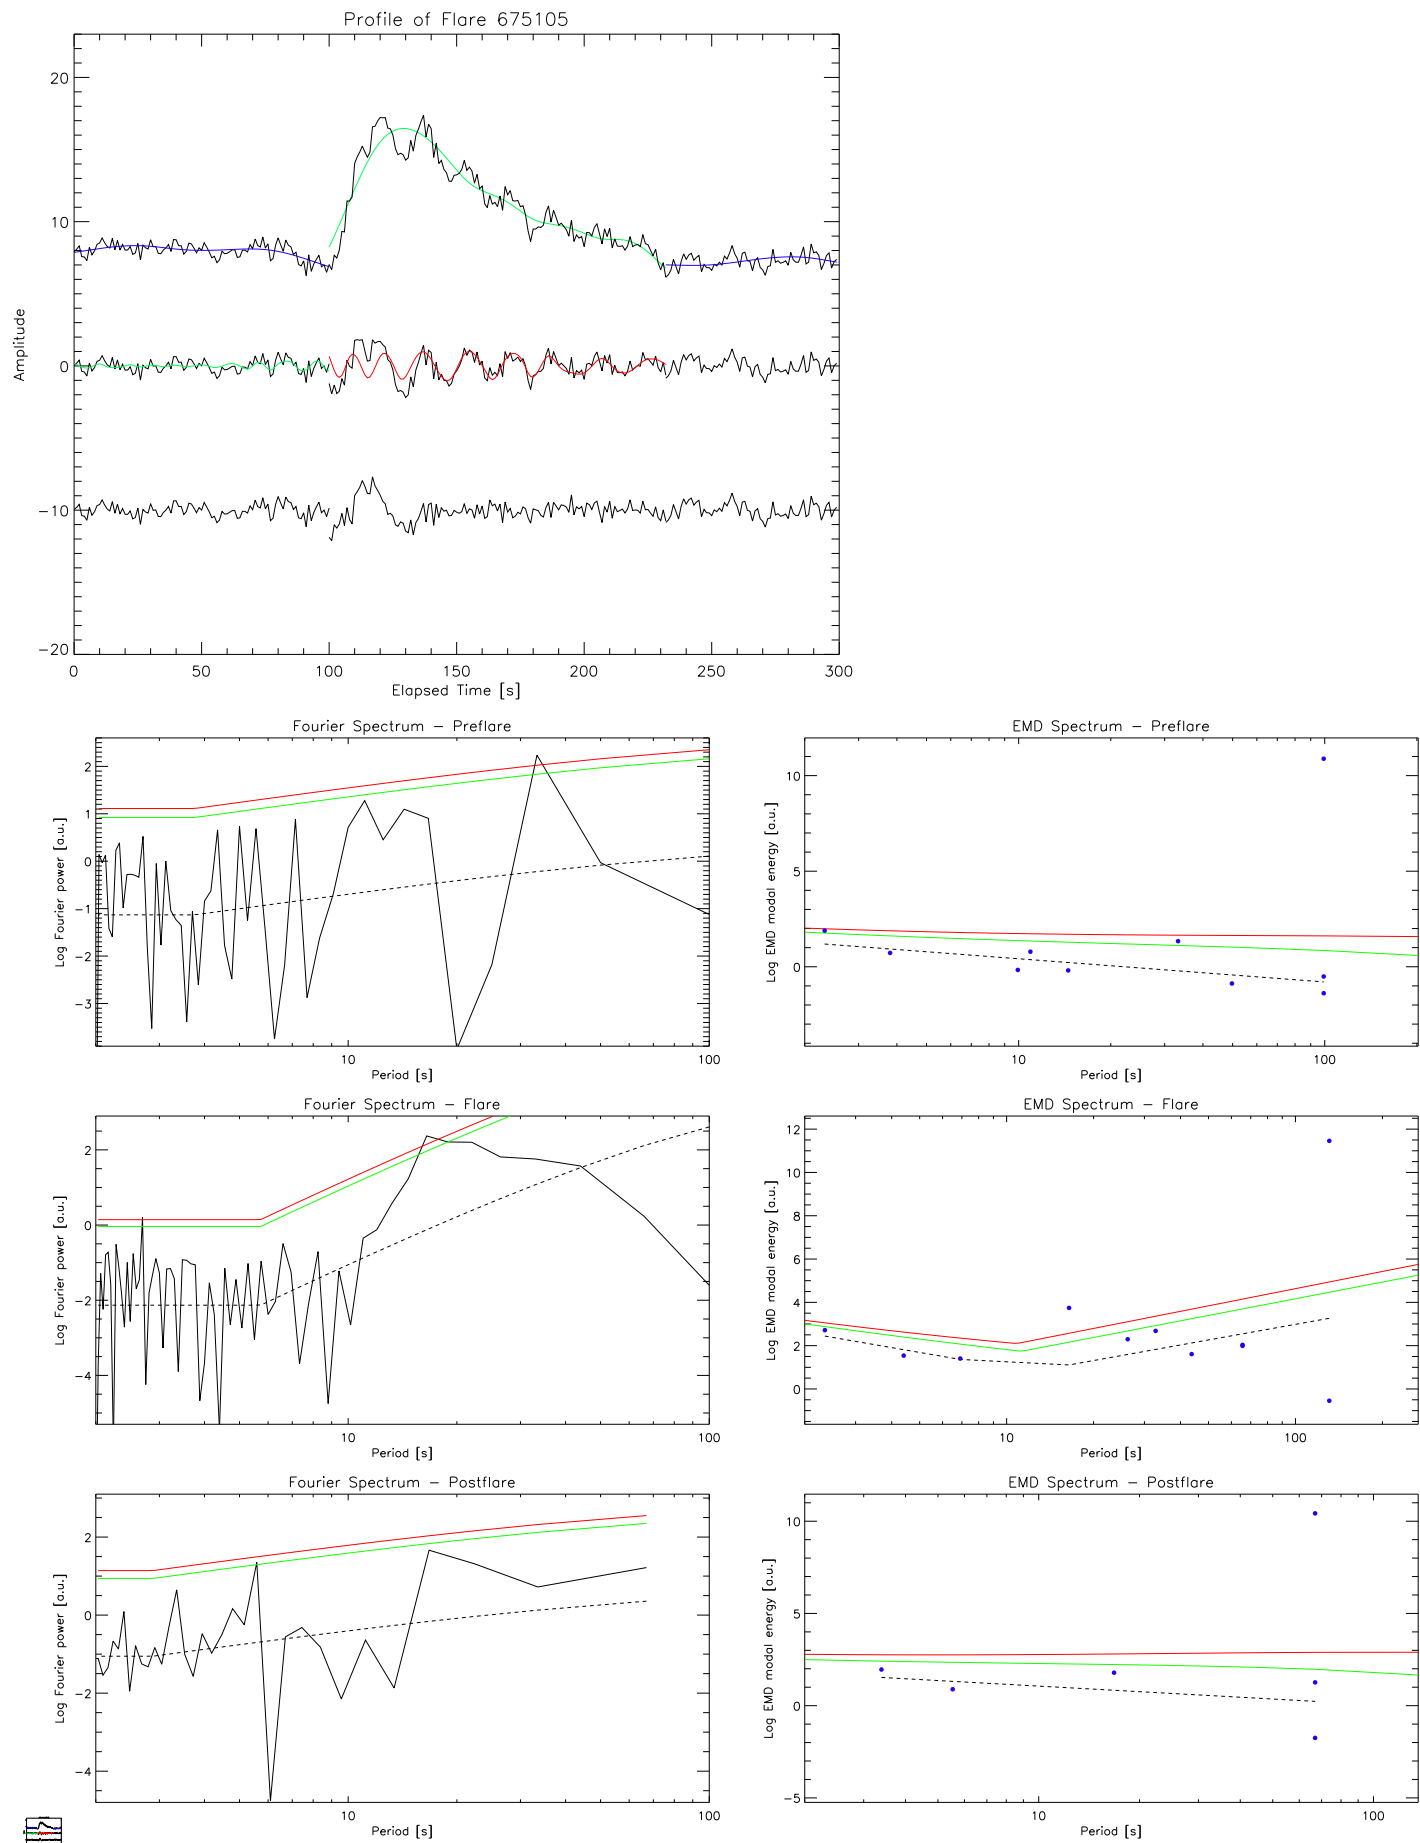 Profile of Flare 675105
20
10
0
−10
−20
Amplitude
0 50 100 150 200 250 300
Elapsed Time [s]
Fourier Spectrum − Preflare
2
1
0
−1
−2
−3
Log Fourier power [a.u.]
10 100
Period [s]
EMD Spectrum − Preflare
10
5
0
Log EMD modal energy [a.u.]
10 100
Period [s]
Fourier Spectrum − Flare
2
0
−2
−4
Log Fourier power [a.u.]
10 100
Period [s]
EMD Spectrum − Flare
12
10
8
6
4
2
0
Log EMD modal energy [a.u.]
10 100
Period [s]
Fourier Spectrum − Postflare
2
0
−2
−4
Log Fourier power [a.u.]
10 100
Period [s]
EMD Spectrum − Postflare
10
5
0
−5
Log EMD modal energy [a.u.]
10 100
Period [s]